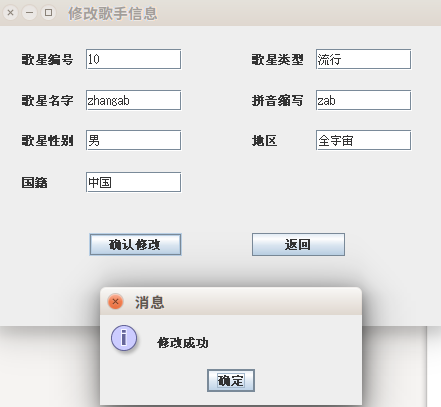 修改歌手信息
歌星编号 10 歌星类型 流行
歌星名字 zhangab 拼音缩写 zab
歌星性别 男 地区 全宇宙
国籍 中国
确认修改 返回
消息
修改成功
确定